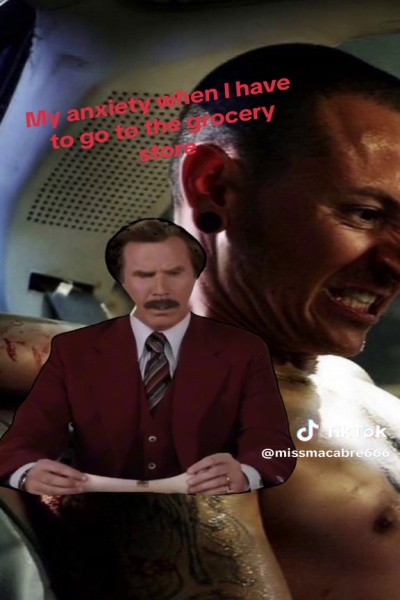 My anxiety when I have
to go to the grocery
store
TikTok
@missmacabre666